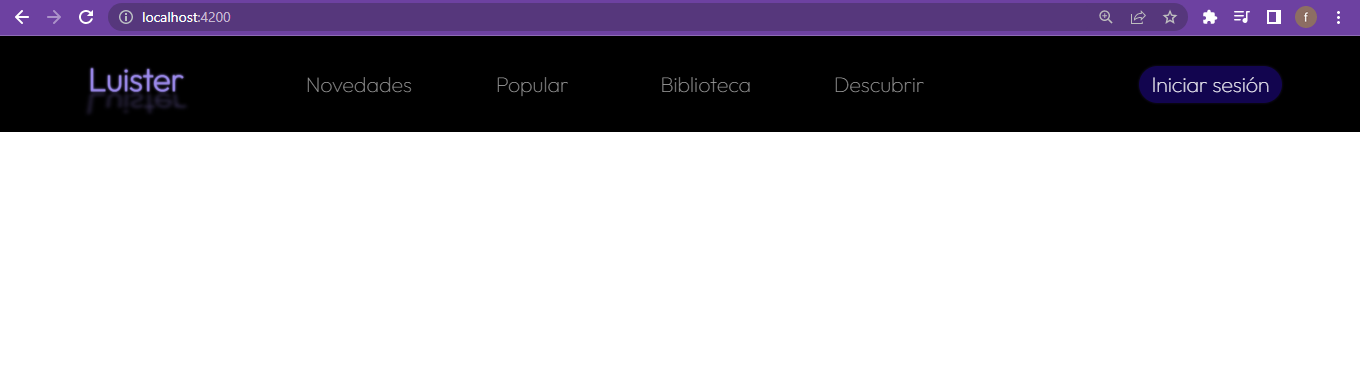 localhost:4200
f
Luister
Novedades Popular Biblioteca Descubrir Iniciar sesión